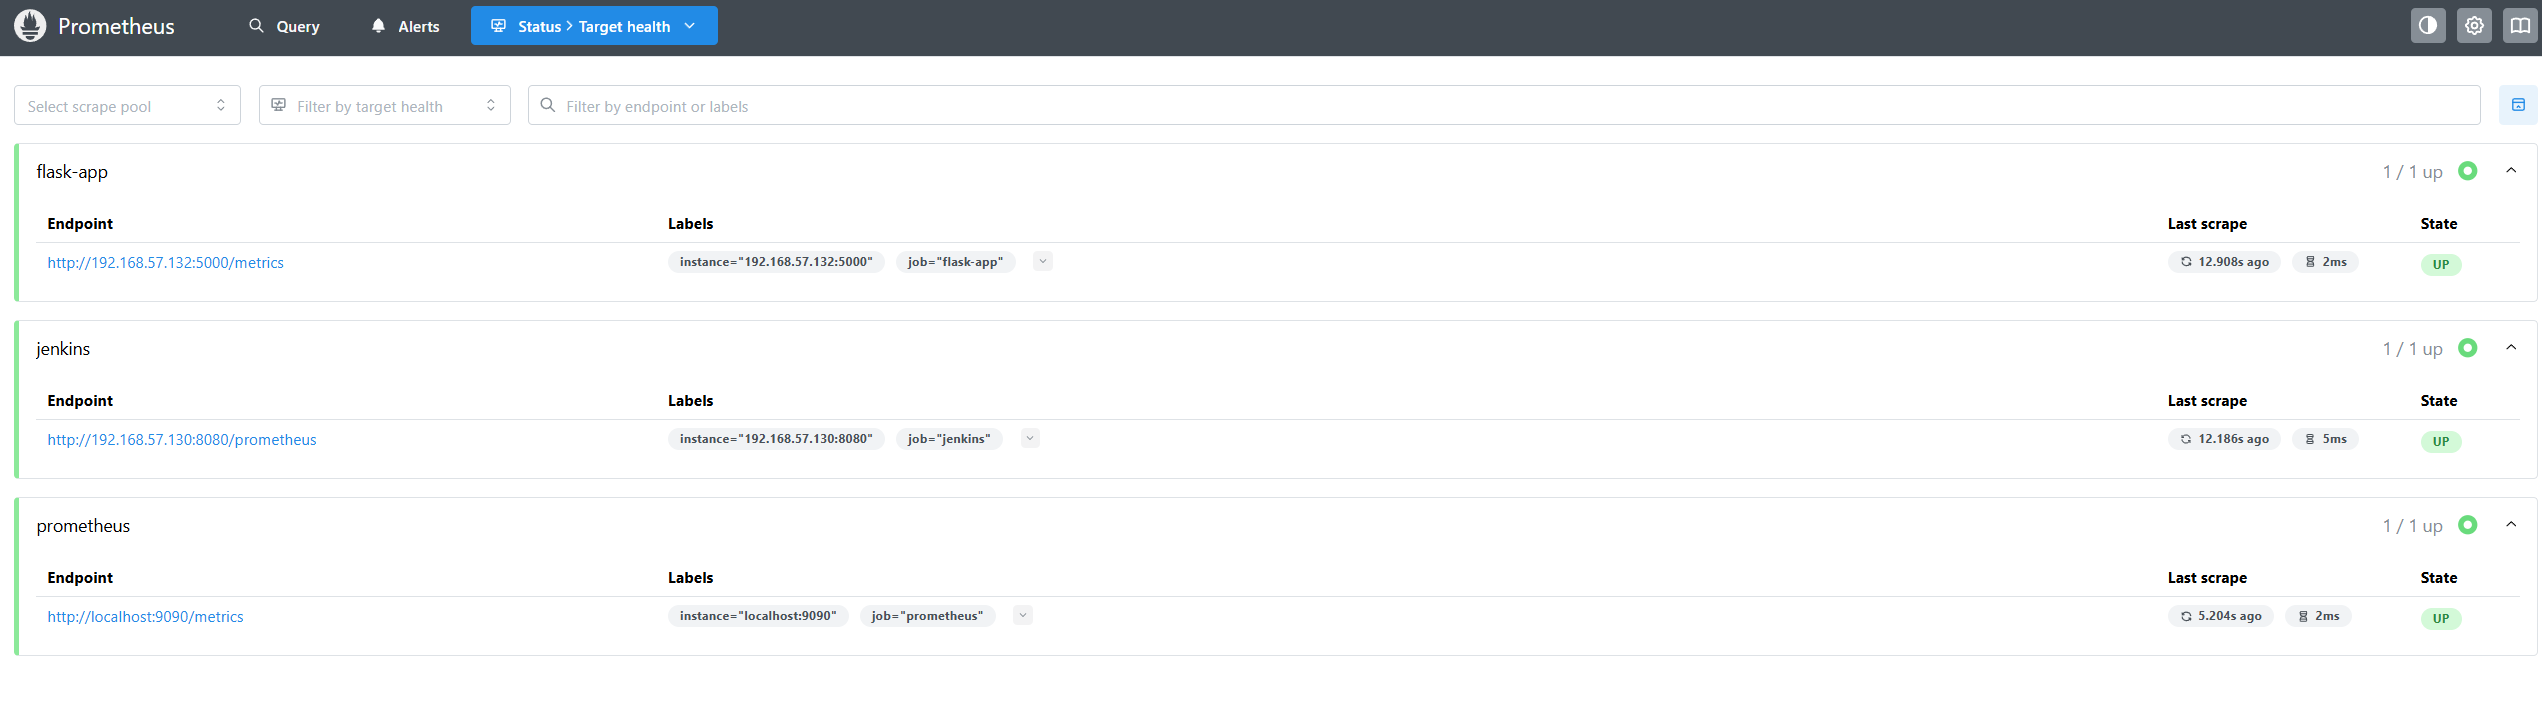 Prometheus Query Alerts Status > Target health
Select scrape pool Filter by target health Filter by endpoint or labels
flask-app 1 / 1 up
Endpoint Labels Last scrape State
http://192.168.57.132:5000/metrics instance="192.168.57.132:5000" job="flask-app" 12.908s ago 2ms UP
jenkins 1 / 1 up
Endpoint Labels Last scrape State
http://192.168.57.130:8080/prometheus instance="192.168.57.130:8080" job="jenkins" 12.186s ago 5ms UP
prometheus 1 / 1 up
Endpoint Labels Last scrape State
http://localhost:9090/metrics instance="localhost:9090" job="prometheus" 5.204s ago 2ms UP